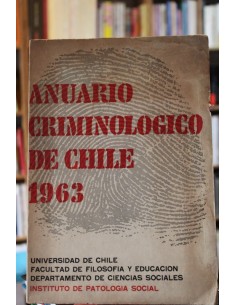 ANUARIO
CRIMINOLOGICO
DE CHILE
1963
UNIVERSIDAD DE CHILE
FACULTAD DE FILOSOFIA Y EDUCACION
DEPARTAMENTO DE CIENCIAS SOCIALES
INSTITUTO DE PATOLOGIA SOCIAL